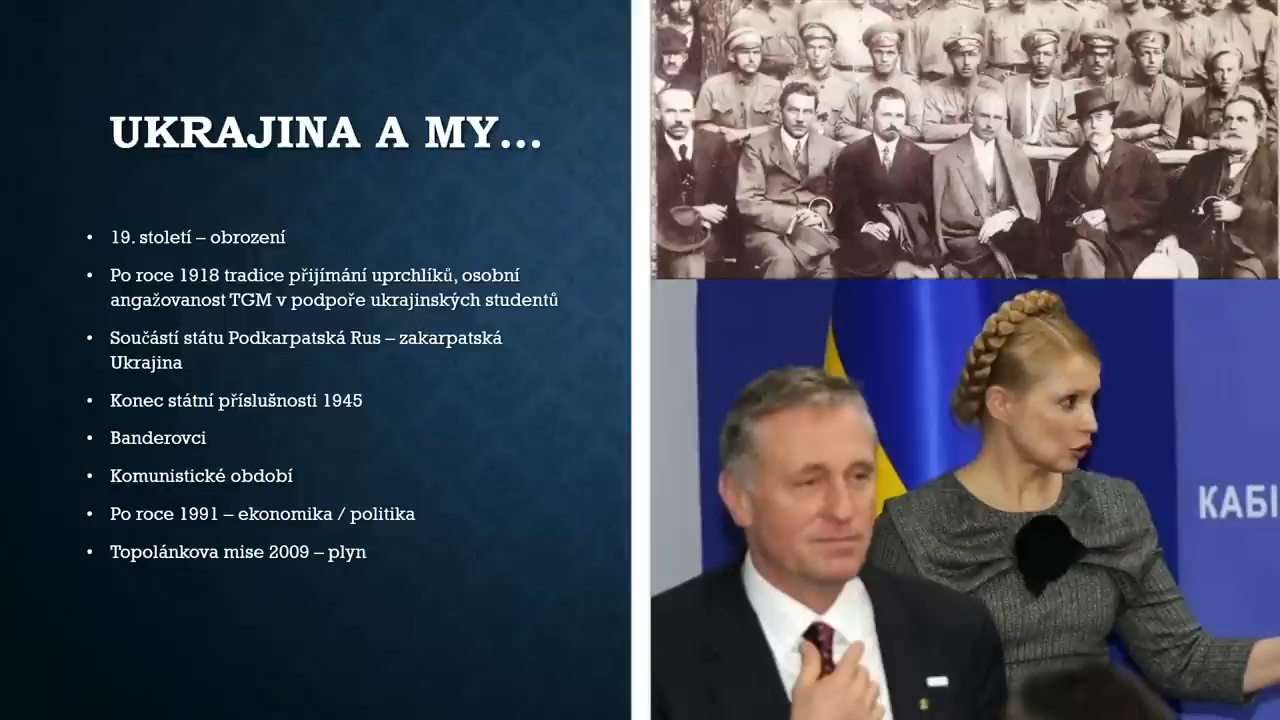 UKRAJINA A MY...
• 19. století – obrození
• Po roce 1918 tradice přijímání uprchlíků, osobní
angažovanost TGM v podpoře ukrajinských studentů
• Součástí státu Podkarpatská Rus – zakarpatská
Ukrajina
• Konec státní příslušnosti 1945
• Banderovci
• Komunistické období
• Po roce 1991 – ekonomika / politika
• Topolánkova mise 2009 – plyn
КАБІ